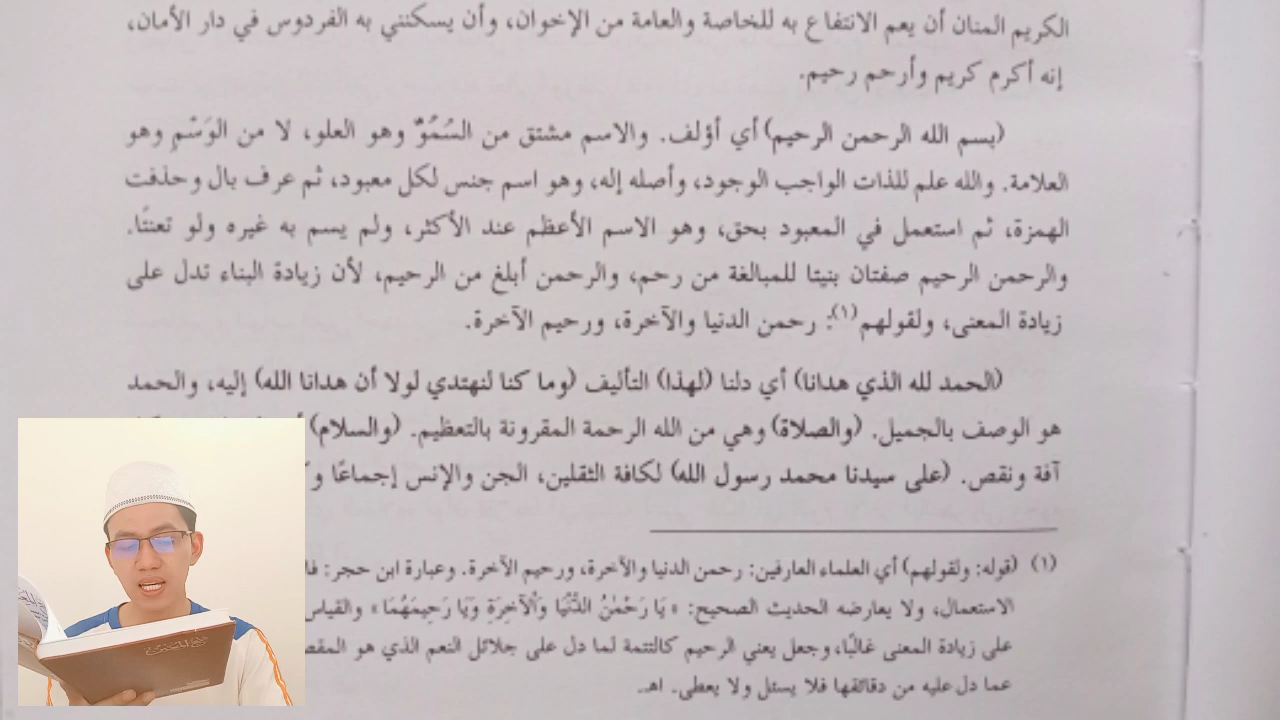 الكريم المنان أن يعم الانتفاع به للخاصة والعامة من الإخوان، وأن يسكنني به الفردوس في دار الأمان،
إنه أكرم كريم وأرحم رحيم.
(بسم الله الرحمن الرحيم) أي أؤلف. والاسم مشتق من السُمُوِّ وهو العلو، لا من الوَسْمِ وهو
العلامة. والله علم للذات الواجب الوجود، وأصله إله، وهو اسم جنس لكل معبود، ثم عرف بال وحذفت
الهمزة، ثم استعمل في المعبود بحق، وهو الاسم الأعظم عند الأكثر، ولم يسم به غيره ولو تعنتًا.
والرحمن الرحيم صفتان بنيتا للمبالغة من رحم، والرحمن أبلغ من الرحيم، لأن زيادة البناء تدل على
زيادة المعنى، ولقولهم(١): رحمن الدنيا والآخرة، ورحيم الآخرة.
(الحمد لله الذي هدانا) أي دلنا (لهذا) التأليف (وما كنا لنهتدي لولا أن هدانا الله) إليه، والحمد
هو الوصف بالجميل. (والصلاة) وهي من الله الرحمة المقرونة بالتعظيم. (والسلام)
آفة ونقص. (على سيدنا محمد رسول الله) لكافة الثقلين، الجن والإنس إجماعًا
(١) (قوله: ولقولهم) أي العلماء العارفين: رحمن الدنيا والآخرة، ورحيم الآخرة. وعبارة ابن حجر:
الاستعمال، ولا يعارضه الحديث الصحيح: «يَا رَحْمٰنُ الدُّنْيَا وَالْآخِرَةِ وَيَا رَحِيمَهُمَا» والقياس
على زيادة المعنى غالبًا، وجعل يعني الرحيم كالتتمة لما دل على جلائل النعم الذي هو
عما دل عليه من دقائقها فلا يسئل ولا يعطى. اهـ